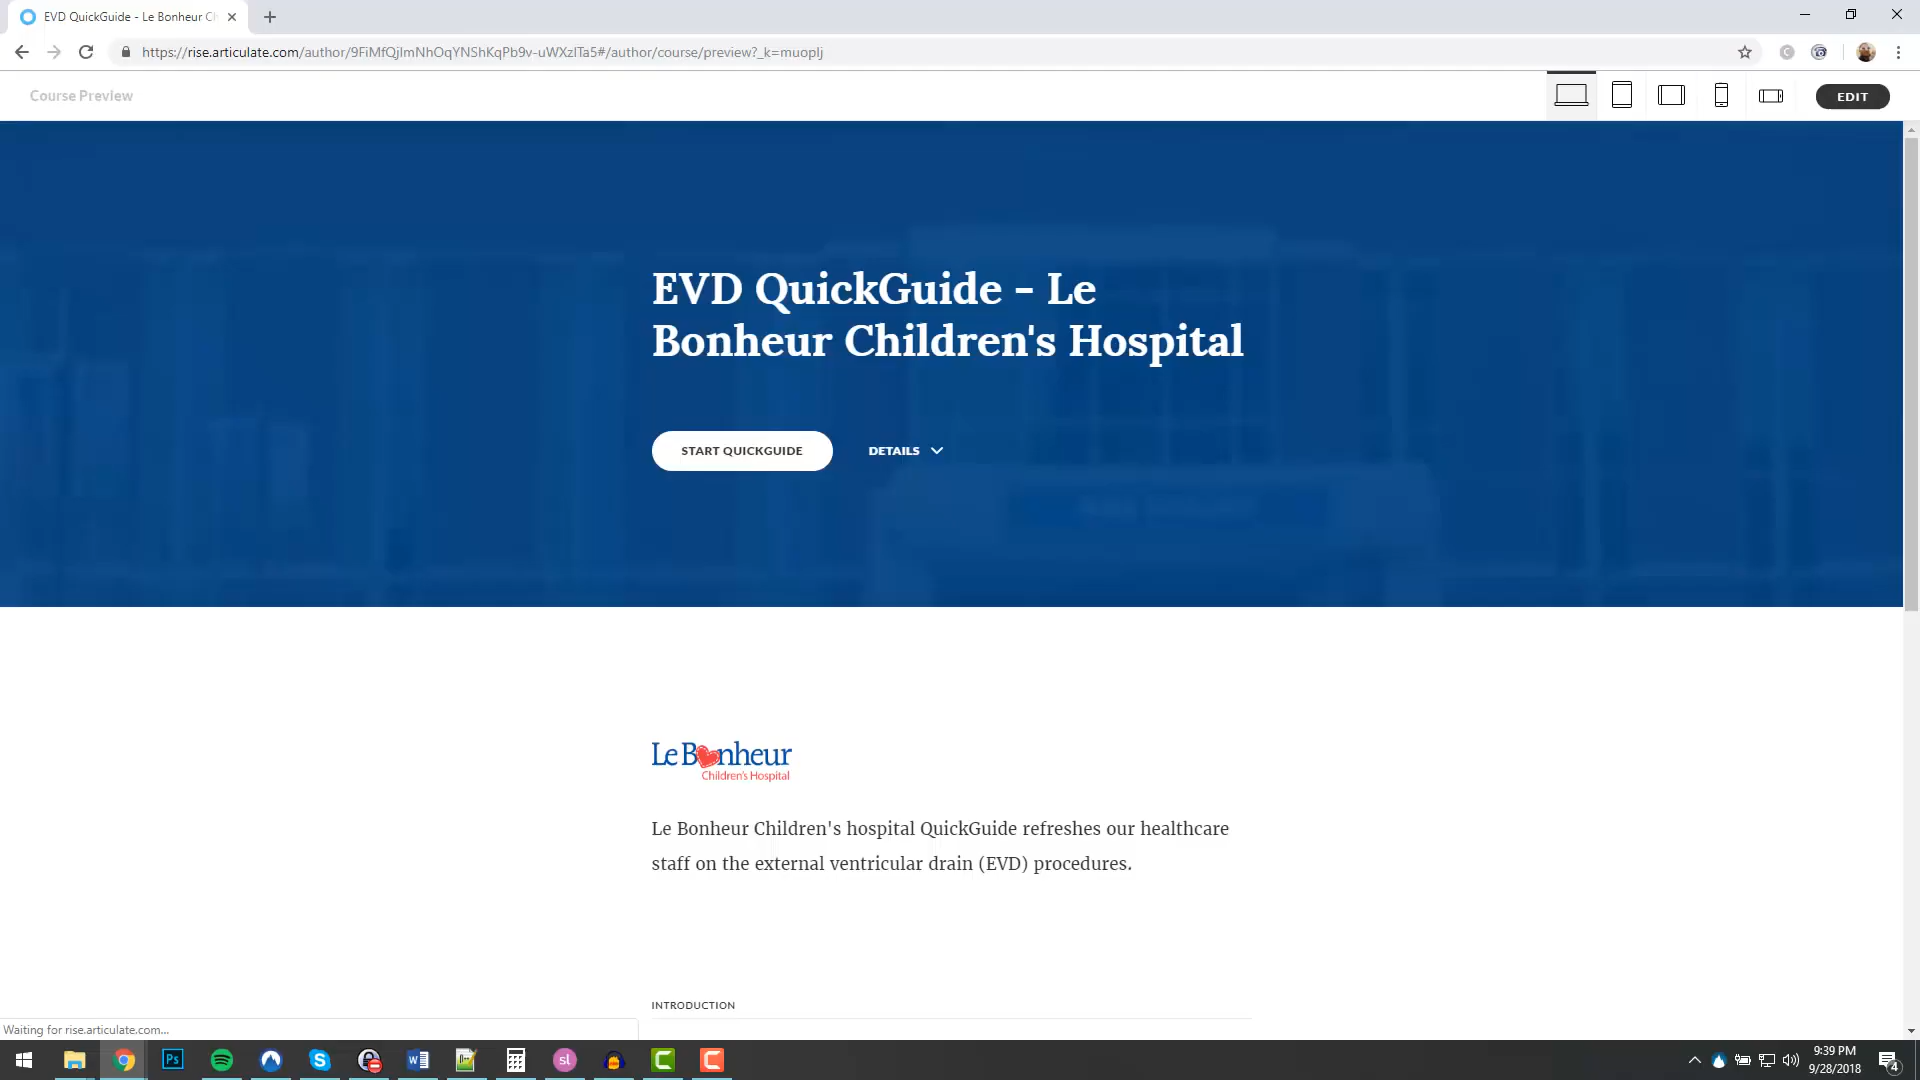 EVD QuickGuide - Le Bonheur Ch
https://rise.articulate.com/author/9FiMfQjlmNhOqYNShKqPb9v-uWXzlTa5#/author/course/preview?_k=muoplj
Course Preview
EDIT
EVD QuickGuide - Le
Bonheur Children's Hospital
START QUICKGUIDE
DETAILS
Le Bonheur
Children's Hospital
Le Bonheur Children's hospital QuickGuide refreshes our healthcare
staff on the external ventricular drain (EVD) procedures.
INTRODUCTION
Waiting for rise.articulate.com...
Ps
sl
9:39 PM
9/28/2018
4